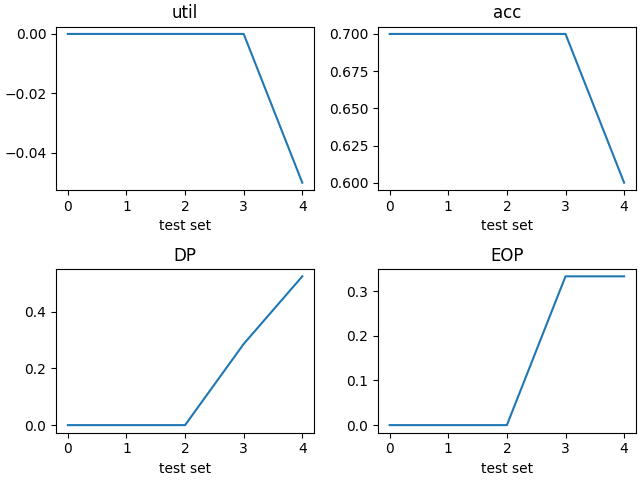 util
0.00
−0.02
−0.04
0 1 2 3 4
test set
acc
0.700
0.675
0.650
0.625
0.600
0 1 2 3 4
test set
DP
0.4
0.2
0.0
0 1 2 3 4
test set
EOP
0.3
0.2
0.1
0.0
0 1 2 3 4
test set